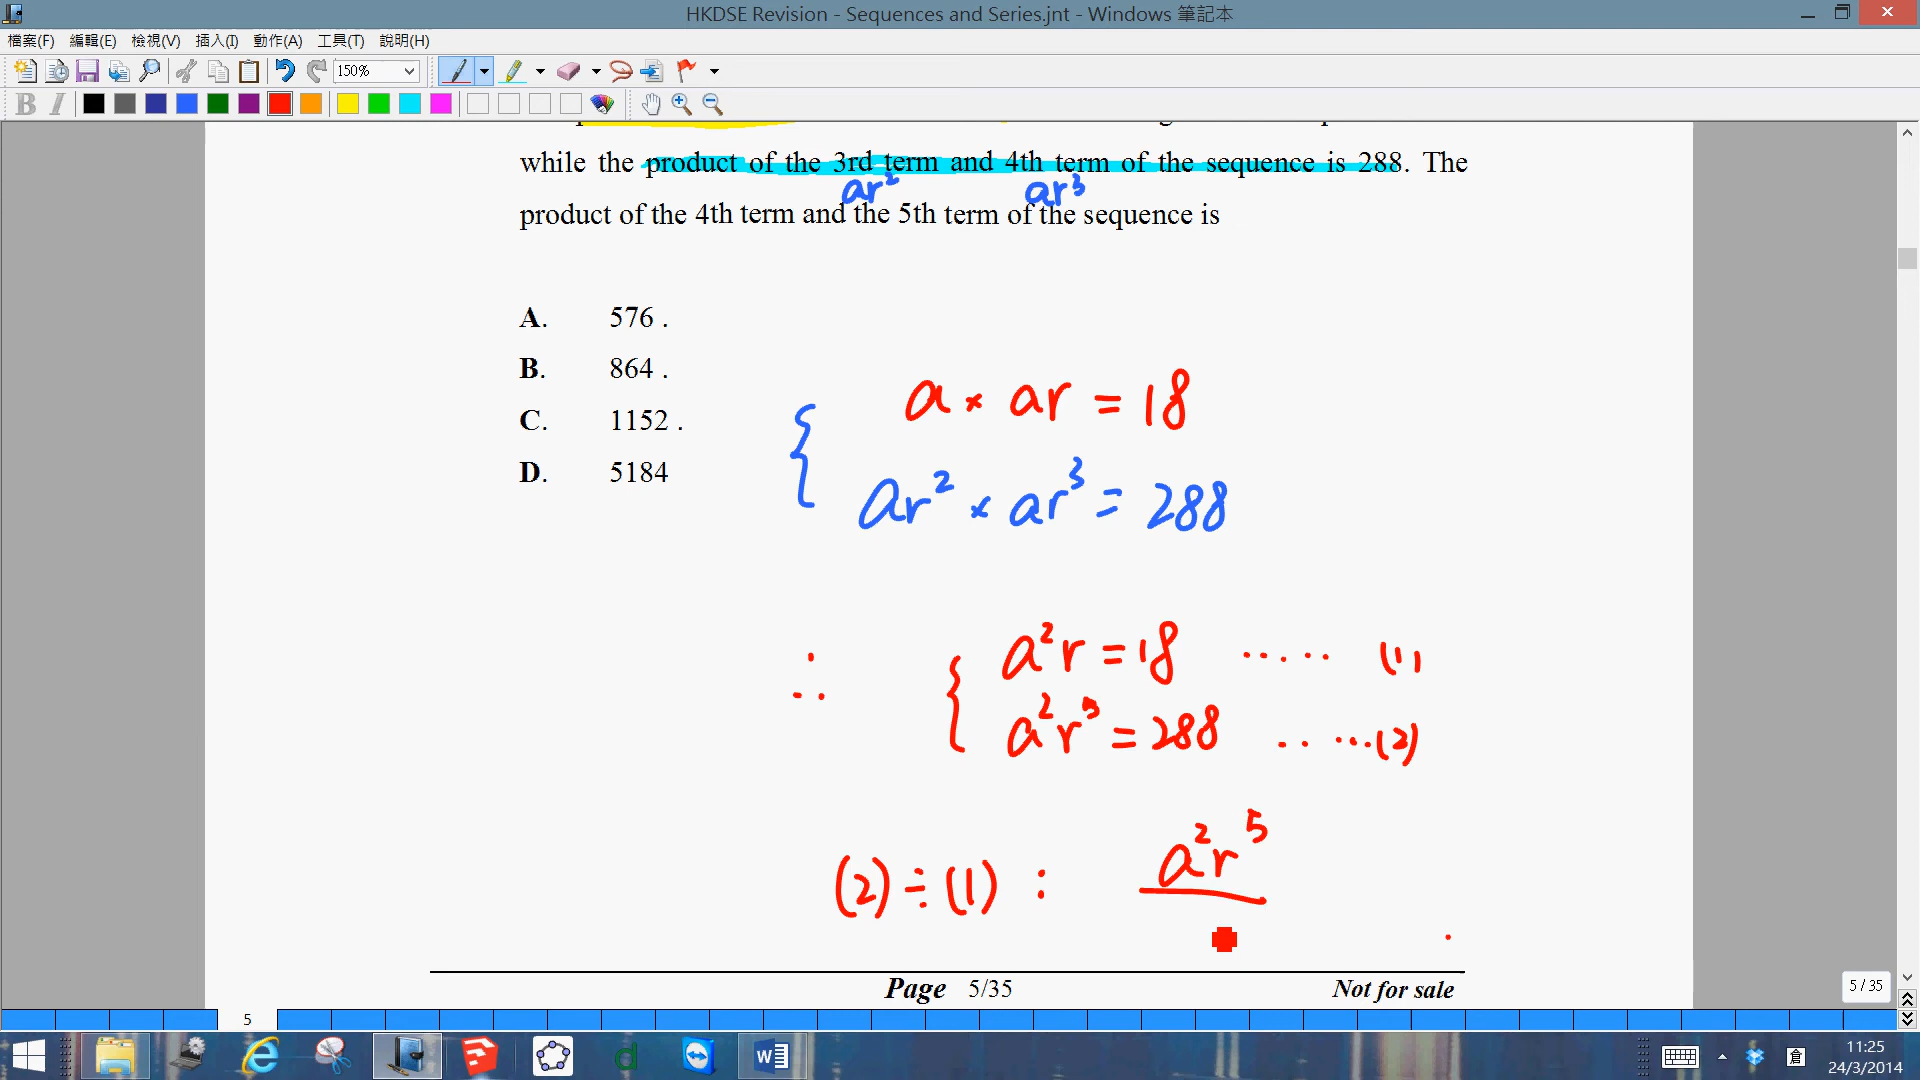 HKDSE Revision - Sequences and Series.jnt - Windows 筆記本
檔案(F) 編輯(E) 檢視(V) 插入(I) 動作(A) 工具(T) 說明(H)
150%
B I
while the product of the 3rd term and 4th term of the sequence is 288. The
ar² ar³
product of the 4th term and the 5th term of the sequence is
A. 576 .
B. 864 .
C. 1152 .
D. 5184
a × ar = 18
ar² × ar³ = 288
∴ a²r = 18 ..... (1)
a²r⁵ = 288 ..... (2)
(2) ÷ (1) : a²r⁵
Page 5/35 Not for sale
5 / 35
5
11:25
24/3/2014